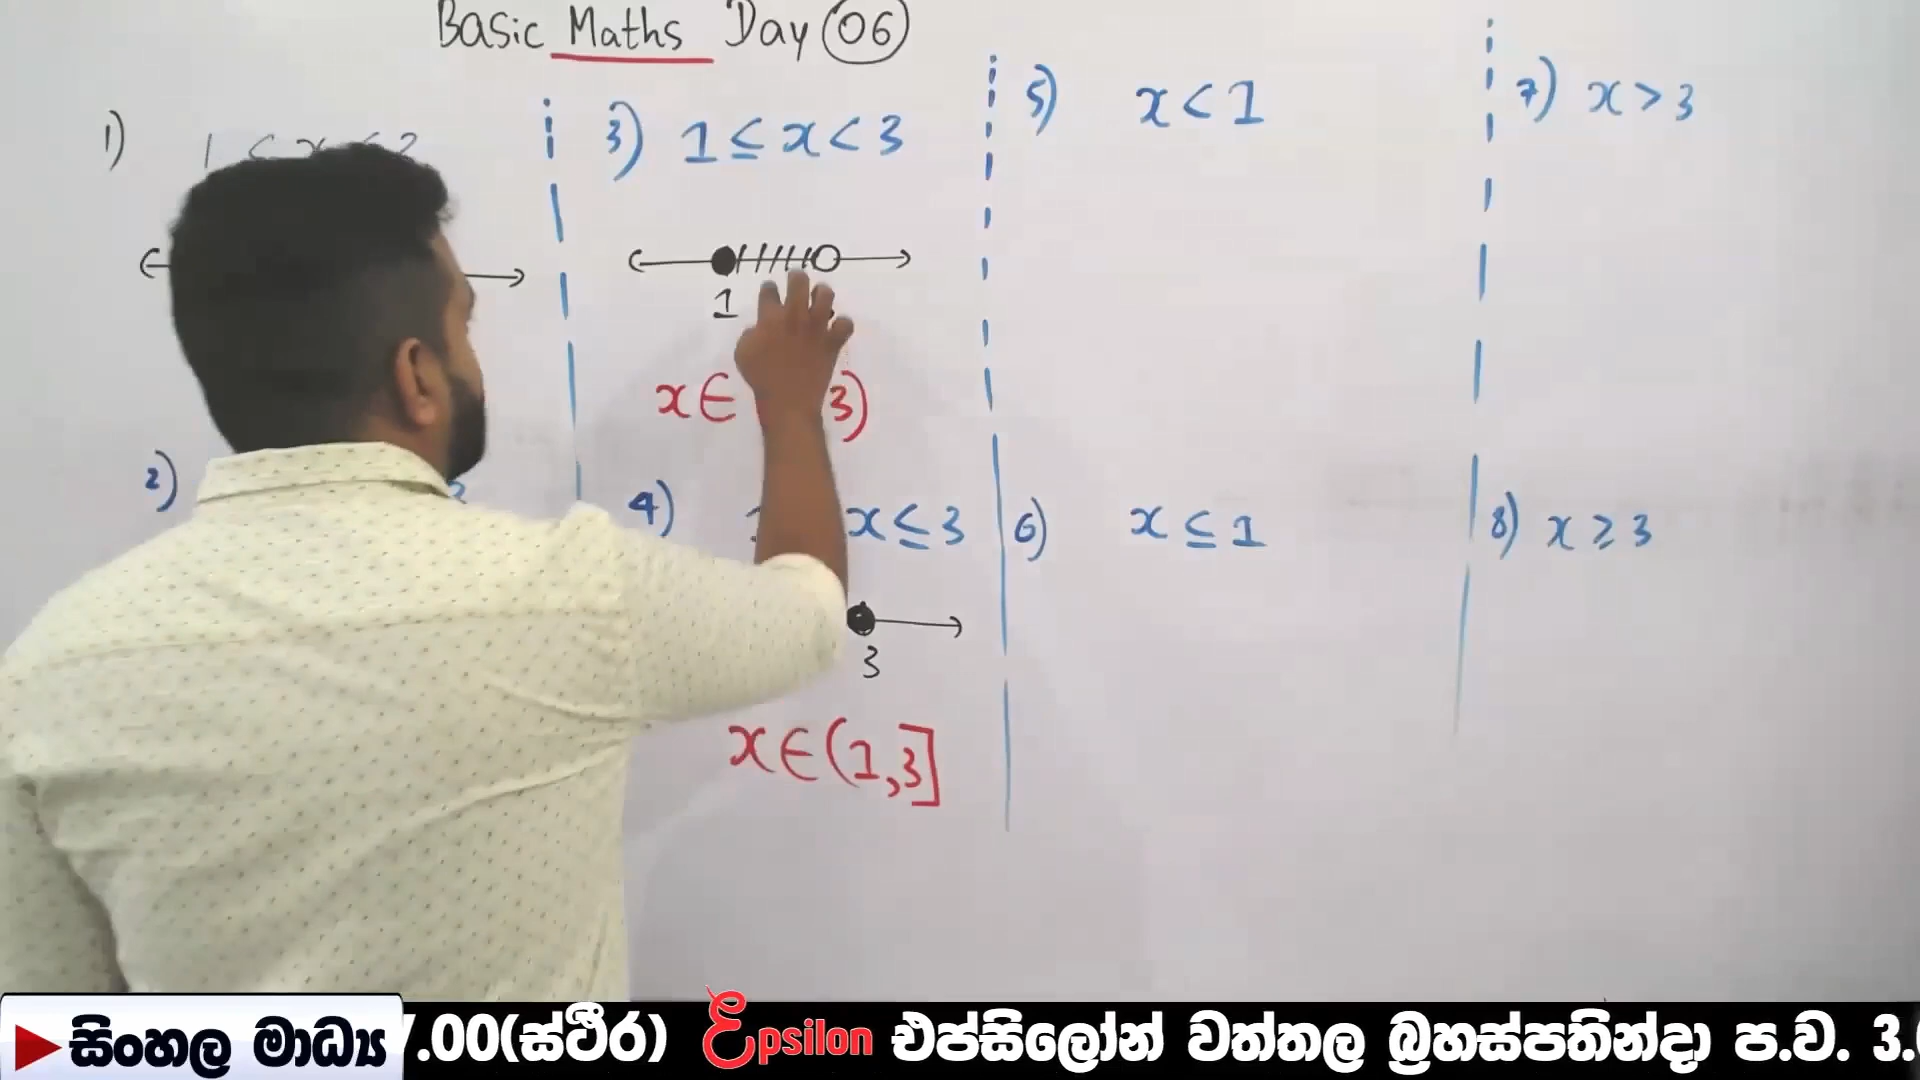 Basic Maths Day 06
1)
3) 1 ≤ x < 3
1
x ∈ 3)
2)
4) x ≤ 3
3
x ∈ (1,3]
5) x < 1
6) x ≤ 1
7) x > 3
8) x ≥ 3
සිංහල මාධ්‍ය 7.00(ස්ථීර) Epsilon එප්සිලෝන් වත්තල බ්‍රහස්පතින්දා ප.ව. 3.